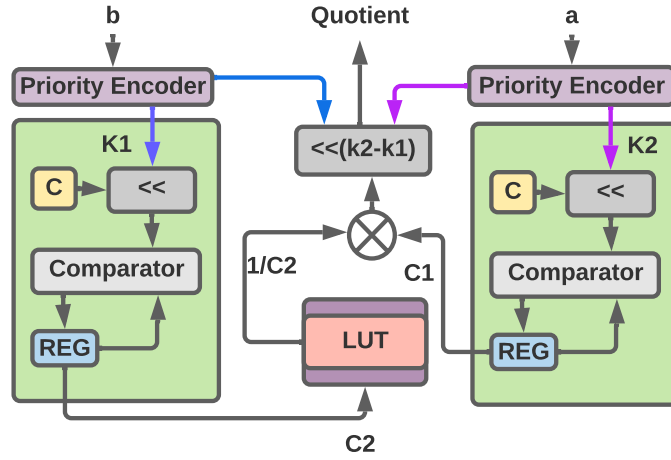 b
Quotient
a
Priority Encoder
Priority Encoder
K1
<<(k2-k1)
K2
C
<<
C
<<
Comparator
1/C2
C1
Comparator
REG
LUT
REG
C2